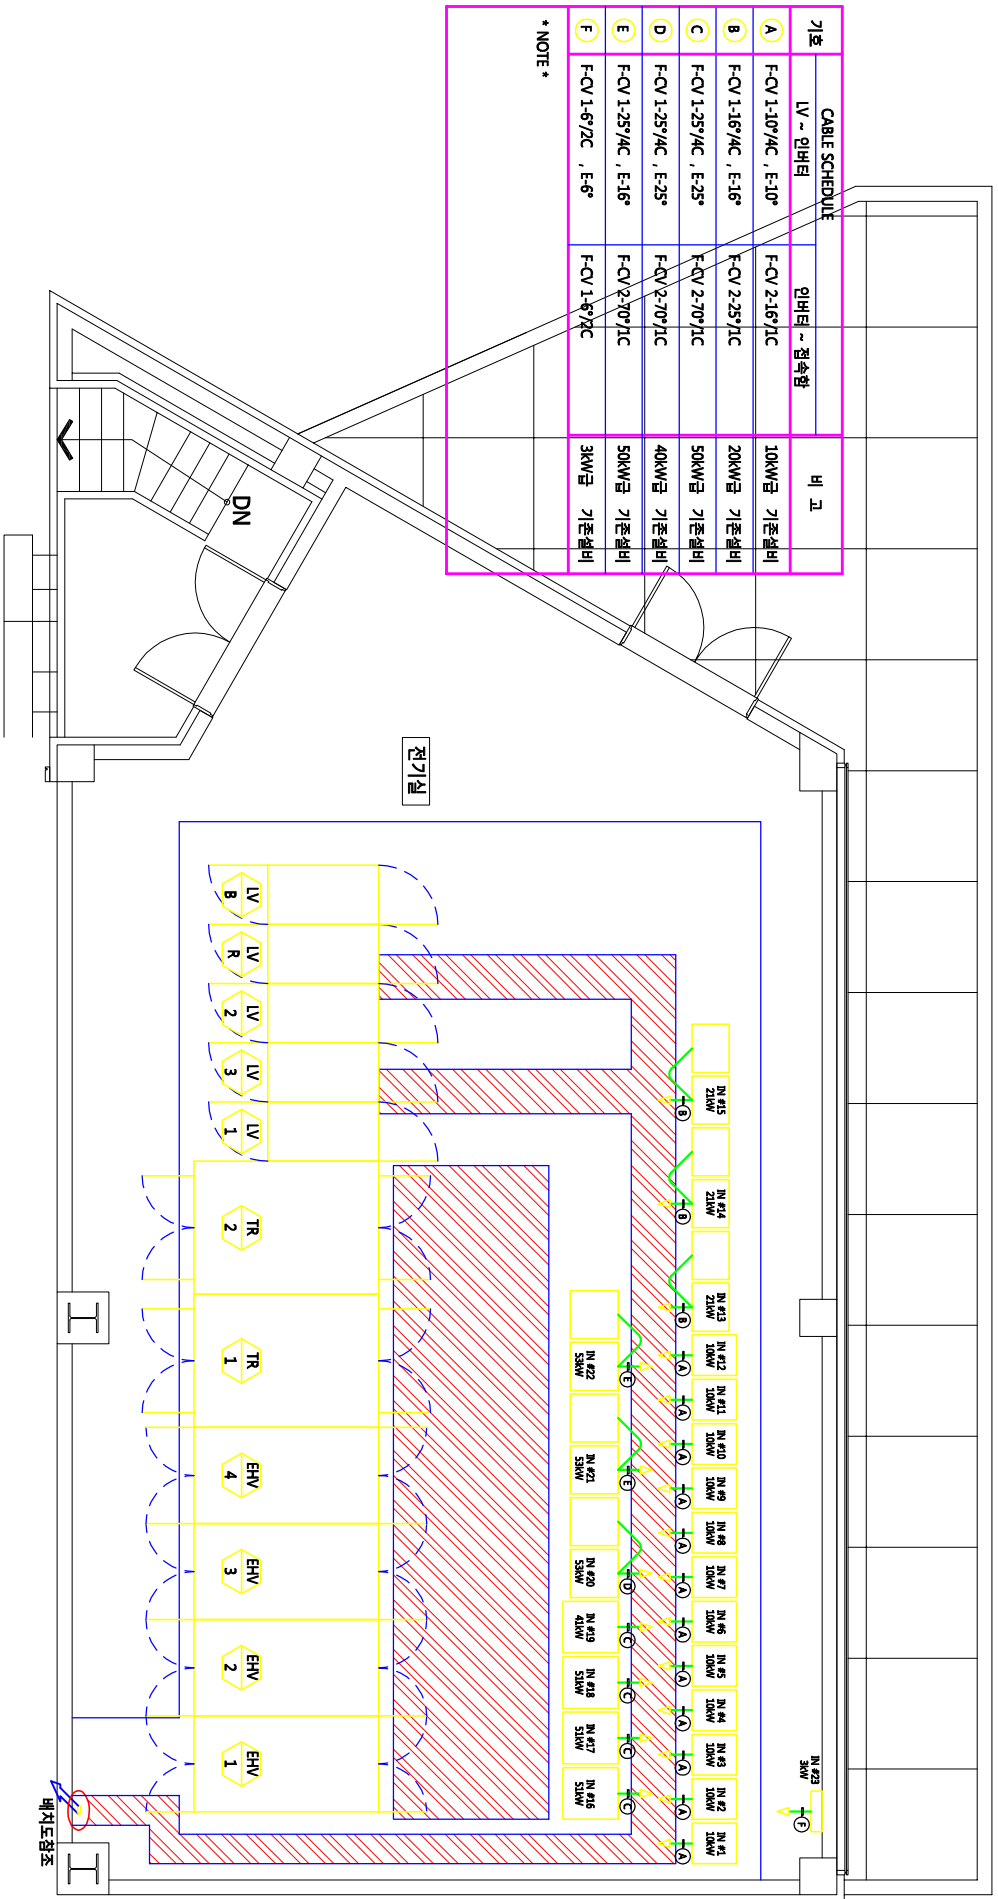 CABLE SCHEDULE
기호
LV ~ 인버터
인버터 ~ 접속함
비 고
A F-CV 1-10°/4C , E-10° F-CV 2-16°/1C 10kW급 기존설비
B F-CV 1-16°/4C , E-16° F-CV 2-25°/1C 20kW급 기존설비
C F-CV 1-25°/4C , E-25° F-CV 2-70°/1C 50kW급 기존설비
D F-CV 1-25°/4C , E-25° F-CV 2-70°/1C 40kW급 기존설비
E F-CV 1-25°/4C , E-16° F-CV 2-70°/1C 50kW급 기존설비
F F-CV 1-6°/2C , E-6° F-CV 1-6°/2C 3kW급 기존설비
* NOTE *
DN
전기실
IN #15
21kW
B
IN #14
21kW
B
IN #13
21kW
B
IN #12
10kW
A
IN #11
10kW
A
IN #10
10kW
A
IN #9
10kW
A
IN #8
10kW
A
IN #7
10kW
A
IN #6
10kW
A
IN #5
10kW
A
IN #4
10kW
A
IN #3
10kW
A
IN #2
10kW
A
IN #1
10kW
A
IN #23
3kW
F
IN #22
53kW
E
IN #21
53kW
E
IN #20
53kW
D
IN #19
41kW
C
IN #18
51kW
C
IN #17
51kW
C
IN #16
51kW
C
LV
B
LV
R
LV
2
LV
3
LV
1
TR
2
TR
1
EHV
4
EHV
3
EHV
2
EHV
1
배치도참조